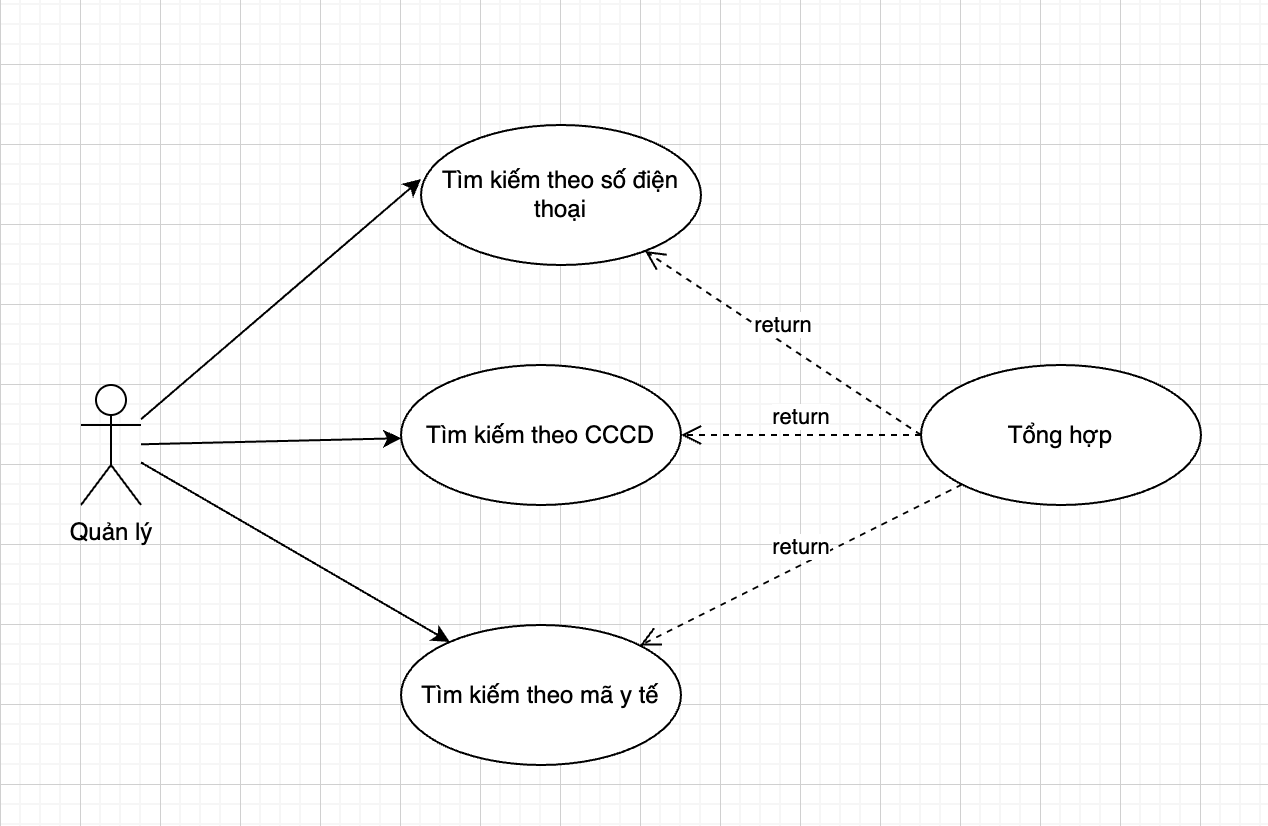 Tìm kiếm theo số điện
thoại
return
return
Tìm kiếm theo CCCD
Tổng hợp
Quản lý
return
Tìm kiếm theo mã y tế